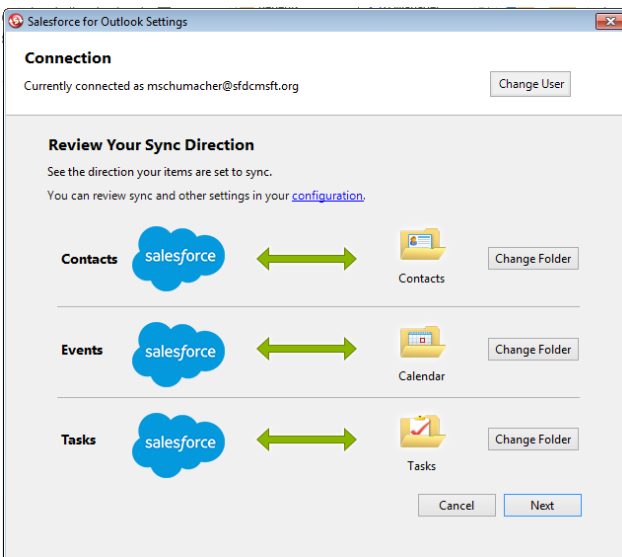 Salesforce for Outlook Settings
Connection
Currently connected as mschumacher@sfdcmsft.org
Change User
Review Your Sync Direction
See the direction your items are set to sync.
You can review sync and other settings in your configuration.
Contacts
salesforce
Contacts
Change Folder
Events
salesforce
Calendar
Change Folder
Tasks
salesforce
Tasks
Change Folder
Cancel
Next